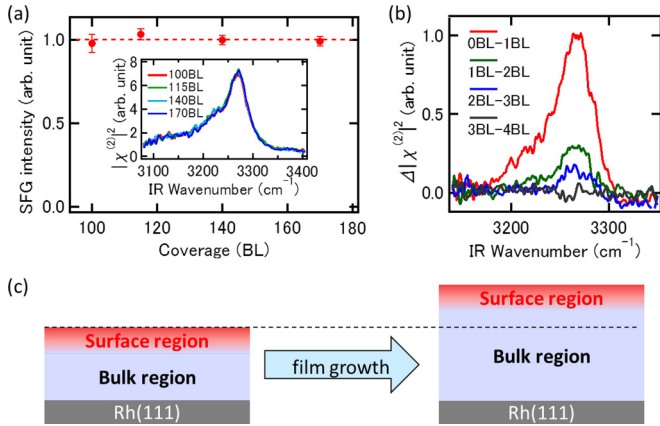 (a)
SFG intensity (arb. unit)
1.0
0.5
0.0
100
120
140
160
180
Coverage (BL)
|χ⁽²⁾|² (arb. unit)
8
6
4
2
0
100BL
115BL
140BL
170BL
3100
3200
3300
3400
IR Wavenumber (cm⁻¹)
(b)
Δ|χ⁽²⁾|² (arb. unit)
1.0
0.5
0.0
0BL-1BL
1BL-2BL
2BL-3BL
3BL-4BL
3200
3300
IR Wavenumber (cm⁻¹)
(c)
Surface region
Bulk region
Rh(111)
film growth
Surface region
Bulk region
Rh(111)